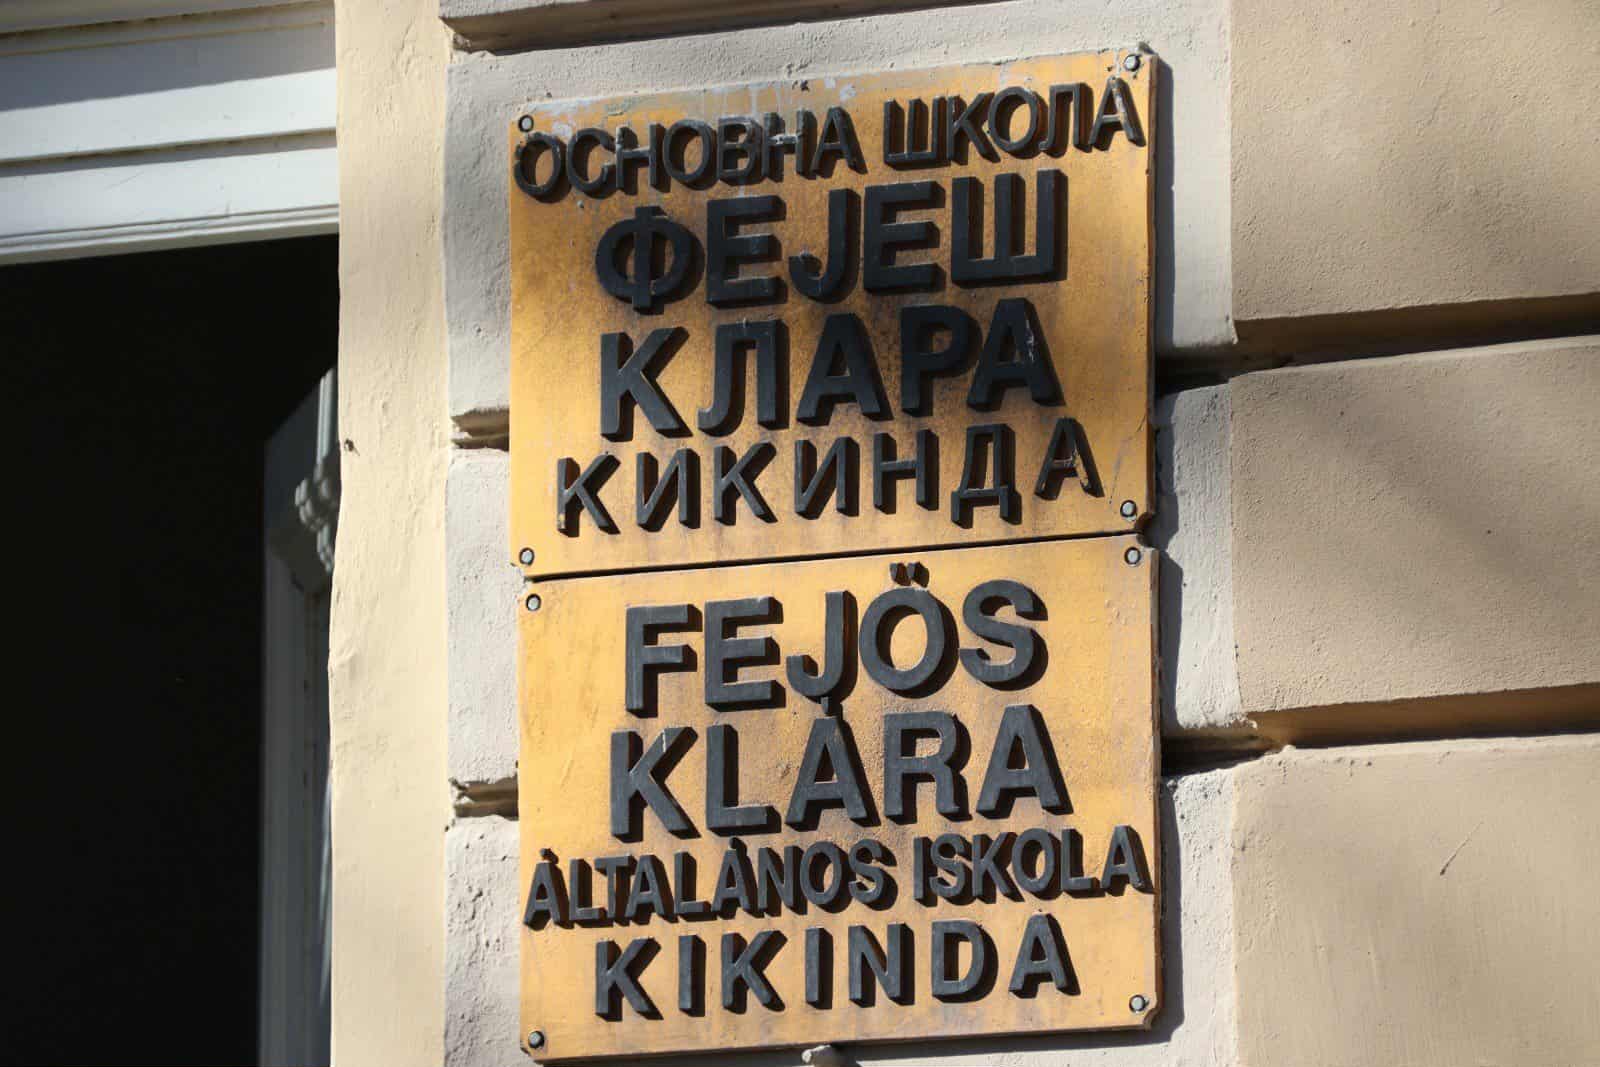 ОСНОВНА ШКОЛА
ФЕЈЕШ
КЛАРА
КИКИНДА
FEJÖS
KLÁRA
ÁLTALÁNOS ISKOLA
KIKINDA